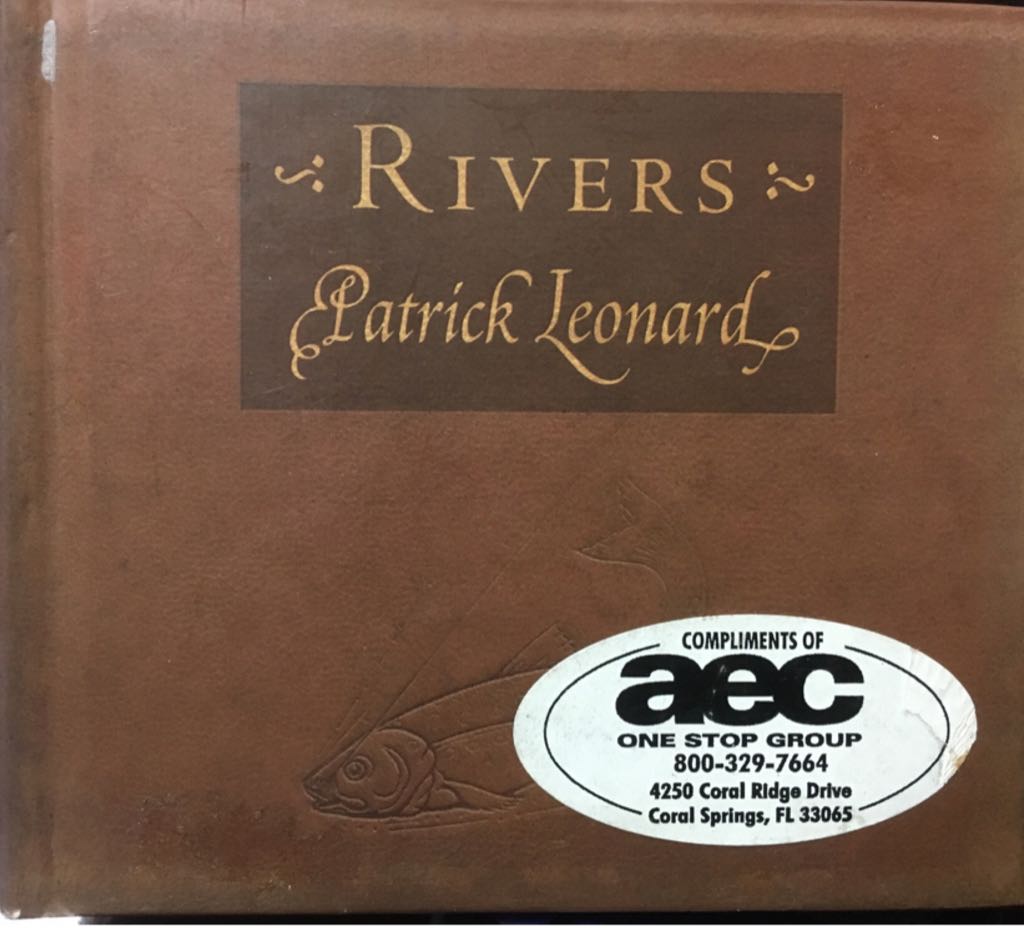 RIVERS
Patrick Leonard
COMPLIMENTS OF
aec
ONE STOP GROUP
800-329-7664
4250 Coral Ridge Drive
Coral Springs, FL 33065